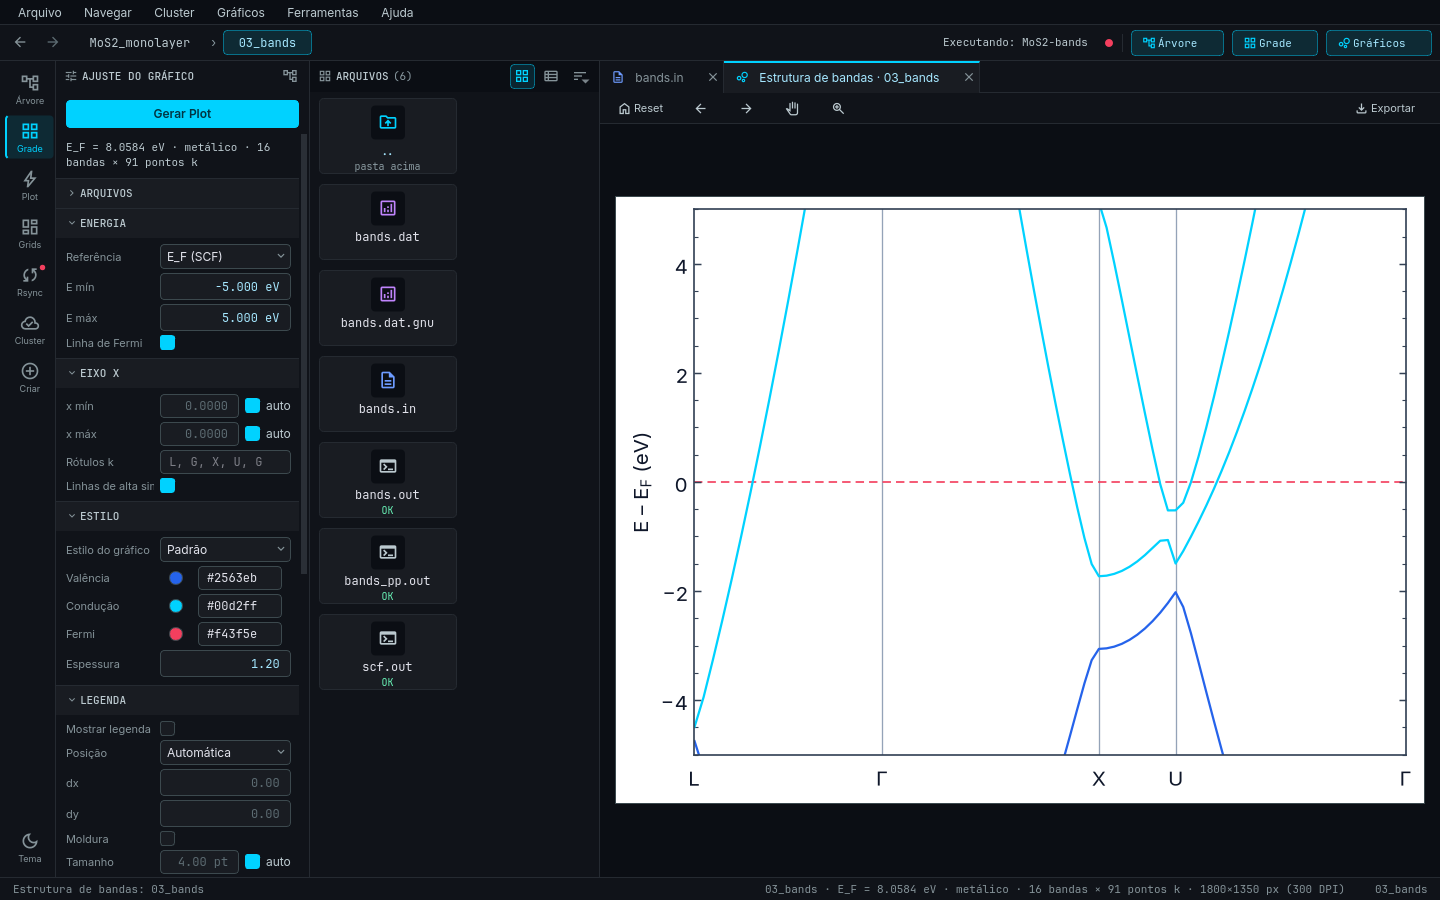 Arquivo Navegar Cluster Gráficos Ferramentas Ajuda
MoS2_monolayer › 03_bands
Executando: MoS2-bands
Árvore Grade Gráficos
Árvore
Grade
Plot
Grids
Rsync
Cluster
Criar
Tema
AJUSTE DO GRÁFICO
Gerar Plot
E_F = 8.0584 eV · metálico · 16
bandas × 91 pontos k
ARQUIVOS
ENERGIA
Referência E_F (SCF)
E mín -5.000 eV
E máx 5.000 eV
Linha de Fermi
EIXO X
x mín 0.0000 auto
x máx 0.0000 auto
Rótulos k L, G, X, U, G
Linhas de alta sin
ESTILO
Estilo do gráfico Padrão
Valência #2563eb
Condução #00d2ff
Fermi #f43f5e
Espessura 1.20
LEGENDA
Mostrar legenda
Posição Automática
dx 0.00
dy 0.00
Moldura
Tamanho 4.00 pt auto
ARQUIVOS (6)
..
pasta acima
bands.dat
bands.dat.gnu
bands.in
bands.out
OK
bands_pp.out
OK
scf.out
OK
bands.in
Estrutura de bandas · 03_bands
Reset
Exportar
E − E_F (eV)
4
2
0
−2
−4
L Γ X U Γ
Estrutura de bandas: 03_bands
03_bands · E_F = 8.0584 eV · metálico · 16 bandas × 91 pontos k · 1800×1350 px (300 DPI)
03_bands